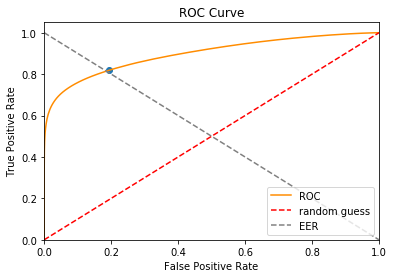 ROC Curve
True Positive Rate
1.0
0.8
0.6
0.4
0.2
0.0
0.0 0.2 0.4 0.6 0.8 1.0
False Positive Rate
ROC
random guess
EER